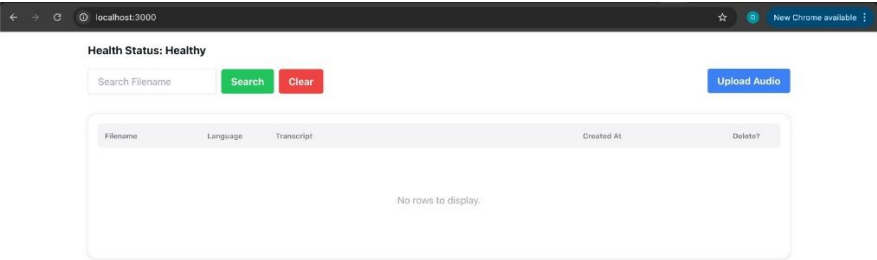 localhost:3000
New Chrome available
Health Status: Healthy
Search Filename Search Clear Upload Audio
Filename Language Transcript Created At Delete?
No rows to display.